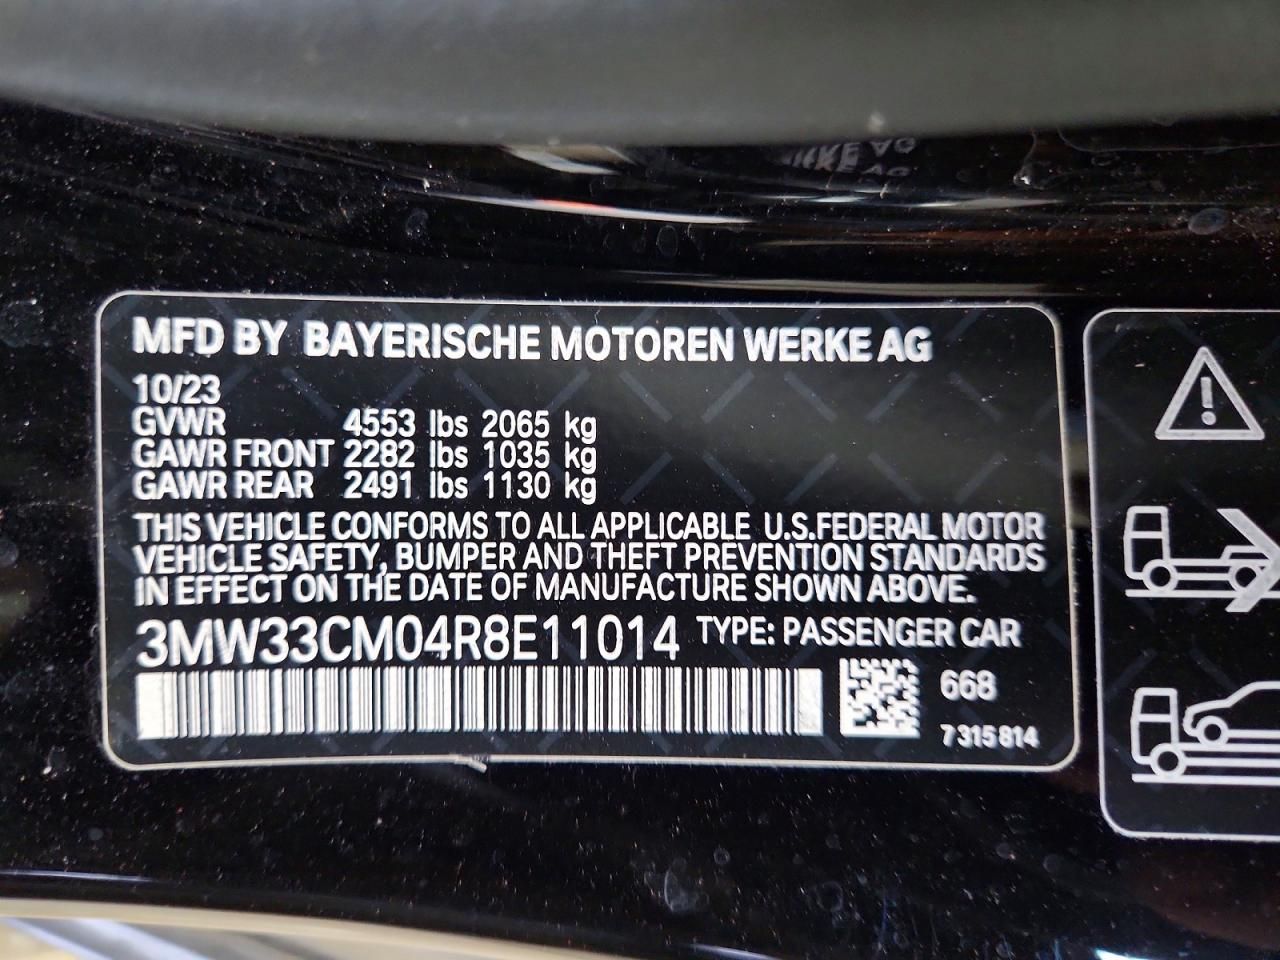 MFD BY BAYERISCHE MOTOREN WERKE AG
10/23
GVWR 4553 lbs 2065 kg
GAWR FRONT 2282 lbs 1035 kg
GAWR REAR 2491 lbs 1130 kg
THIS VEHICLE CONFORMS TO ALL APPLICABLE U.S.FEDERAL MOTOR
VEHICLE SAFETY, BUMPER AND THEFT PREVENTION STANDARDS
IN EFFECT ON THE DATE OF MANUFACTURE SHOWN ABOVE.
3MW33CM04R8E11014 TYPE: PASSENGER CAR
668
7 315 814